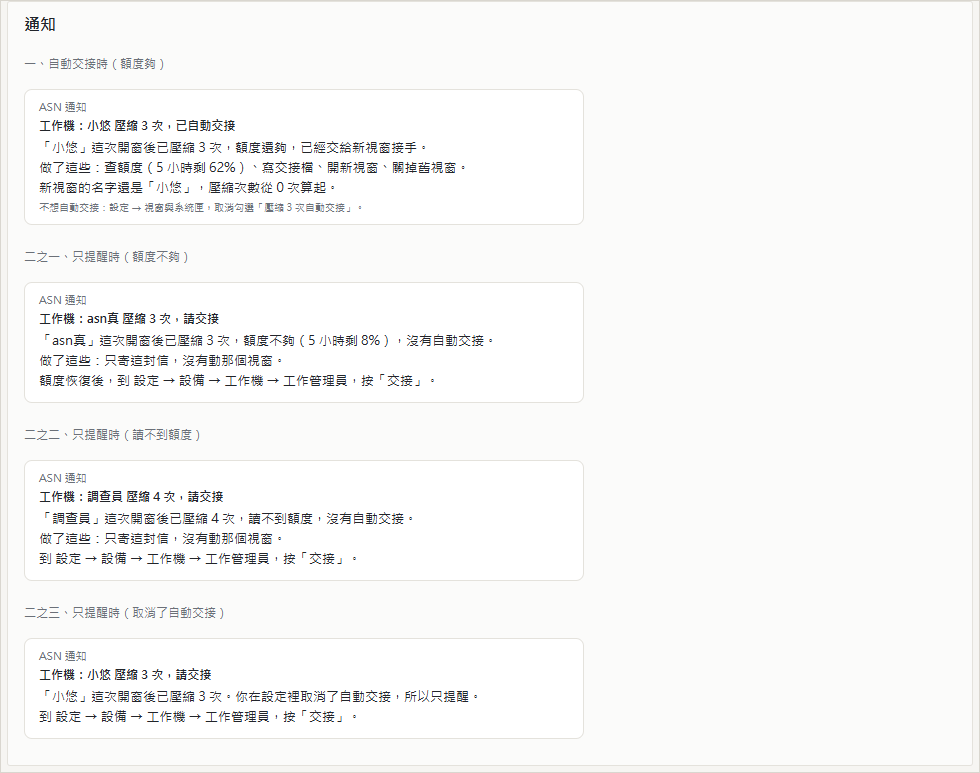 通知
一、自動交接時（額度夠）
ASN 通知
工作機：小悠 壓縮 3 次，已自動交接
「小悠」這次開窗後已壓縮 3 次，額度還夠，已經交給新視窗接手。
做了這些：查額度（5 小時剩 62%）、寫交接檔、開新視窗、關掉舊視窗。
新視窗的名字還是「小悠」，壓縮次數從 0 次算起。
不想自動交接：設定 → 視窗與系統匣，取消勾選「壓縮 3 次自動交接」。
二之一、只提醒時（額度不夠）
ASN 通知
工作機：asn真 壓縮 3 次，請交接
「asn真」這次開窗後已壓縮 3 次，額度不夠（5 小時剩 8%），沒有自動交接。
做了這些：只寄這封信，沒有動那個視窗。
額度恢復後，到 設定 → 設備 → 工作機 → 工作管理員，按「交接」。
二之二、只提醒時（讀不到額度）
ASN 通知
工作機：調查員 壓縮 4 次，請交接
「調查員」這次開窗後已壓縮 4 次，讀不到額度，沒有自動交接。
做了這些：只寄這封信，沒有動那個視窗。
到 設定 → 設備 → 工作機 → 工作管理員，按「交接」。
二之三、只提醒時（取消了自動交接）
ASN 通知
工作機：小悠 壓縮 3 次，請交接
「小悠」這次開窗後已壓縮 3 次。你在設定裡取消了自動交接，所以只提醒。
到 設定 → 設備 → 工作機 → 工作管理員，按「交接」。